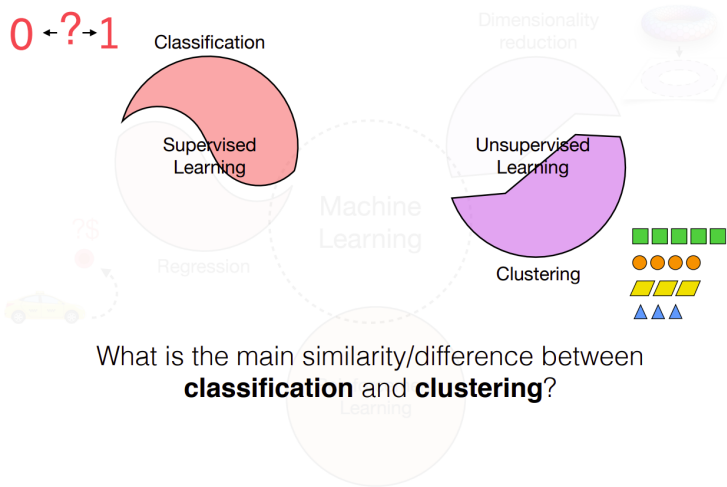 0 ?  1
Classification
Dimensionality
reduction
Supervised
Learning
Unsupervised
Learning
Machine
Learning
?$
Regression
Clustering
What is the main similarity/difference between
classification and clustering?
Learning